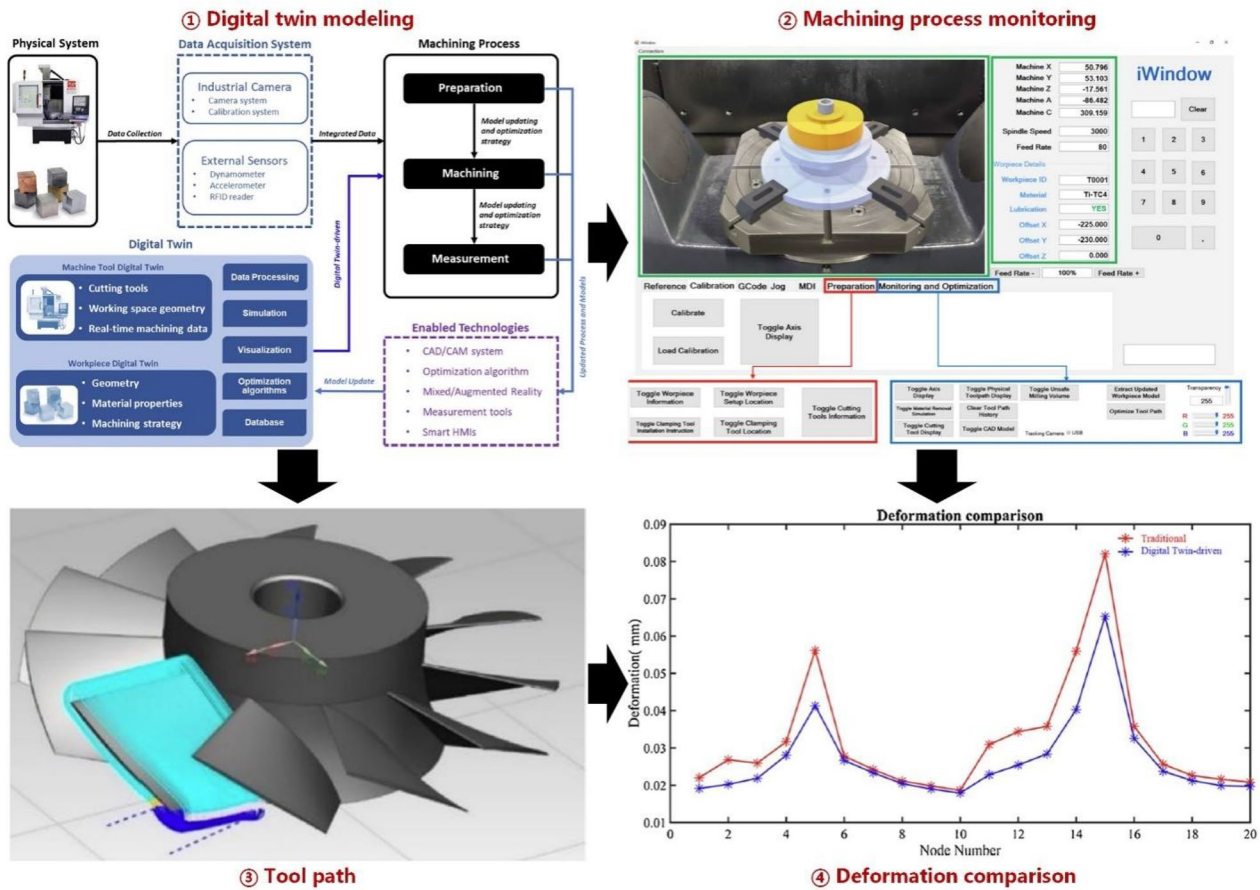 ① Digital twin modeling
Physical System
Data Acquisition System
Machining Process
Industrial Camera
• Camera system
• Calibration system
External Sensors
• Dynamometer
• Accelerometer
• RFID reader
Data Collection
Integrated Data
Preparation
Model updating
and optimization
strategy
Machining
Model updating
and optimization
strategy
Measurement
Digital Twin-driven
Updated Process and Models
Digital Twin
Machine Tool Digital Twin
• Cutting tools
• Working space geometry
• Real-time machining data
Workpiece Digital Twin
• Geometry
• Material properties
• Machining strategy
Data Processing
Simulation
Visualization
Optimization
algorithms
Database
Model Update
Enabled Technologies
• CAD/CAM system
• Optimization algorithm
• Mixed/Augmented Reality
• Measurement tools
• Smart HMIs
② Machining process monitoring
iWindow
Connection
Machine X 50.796
Machine Y 53.103
Machine Z -17.561
Machine A -86.482
Machine C 309.159
Spindle Speed 3000
Feed Rate 80
Worpiece Details
Workpiece ID T0001
Material Ti-TC4
Lubrication YES
Offset X -225.000
Offset Y -230.000
Offset Z 0.000
Feed Rate - 100% Feed Rate +
iWindow
Clear
1 2 3
4 5 6
7 8 9
0 .
Reference Calibration GCode Jog MDI Preparation Monitoring and Optimization
Calibrate
Load Calibration
Toggle Axis
Display
Toggle Worpiece
Information
Toggle Worpiece
Setup Location
Toggle Clamping Tool
Installation Instruction
Toggle Clamping
Tool Location
Toggle Cutting
Tools Information
Toggle Axis
Display
Toggle Physical
Toolpath Display
Toggle Unsafe
Milling Volume
Extract Updated
Workpiece Model
Transparency
255
Toggle Material Removal
Simulation
Clear Tool Path
History
Optimize Tool Path
Toggle Cutting
Tool Display
Toggle CAD Model
Tracking Camera
USB
R 255
G 255
B 255
③ Tool path
Deformation comparison
Traditional
Digital Twin-driven
Deformation( mm)
0.09
0.08
0.07
0.06
0.05
0.04
0.03
0.02
0.01
0 2 4 6 8 10 12 14 16 18 20
Node Number
④ Deformation comparison